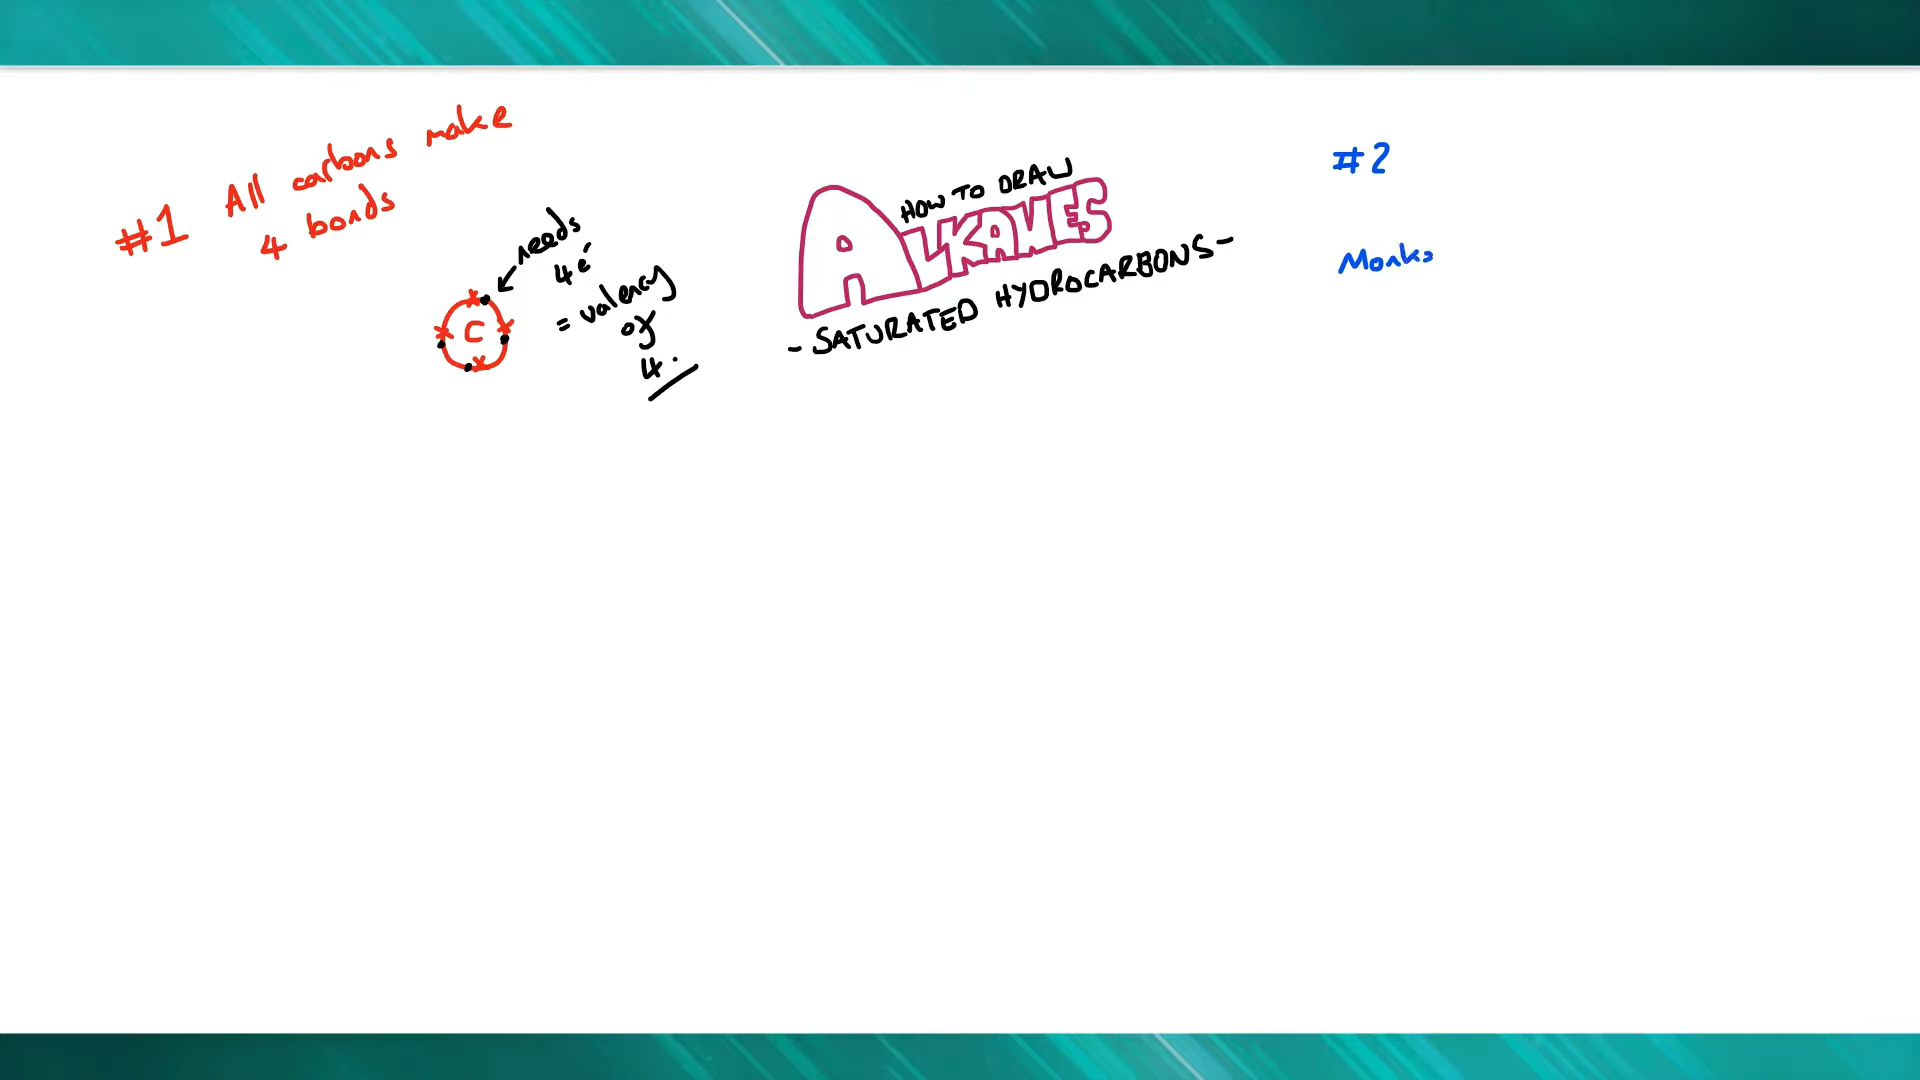 #1 All carbons make
4 bonds
needs
4e⁻
= valency
of
4.
C
HOW TO DRAW
ALKANES
- SATURATED HYDROCARBONS -
#2
Monks